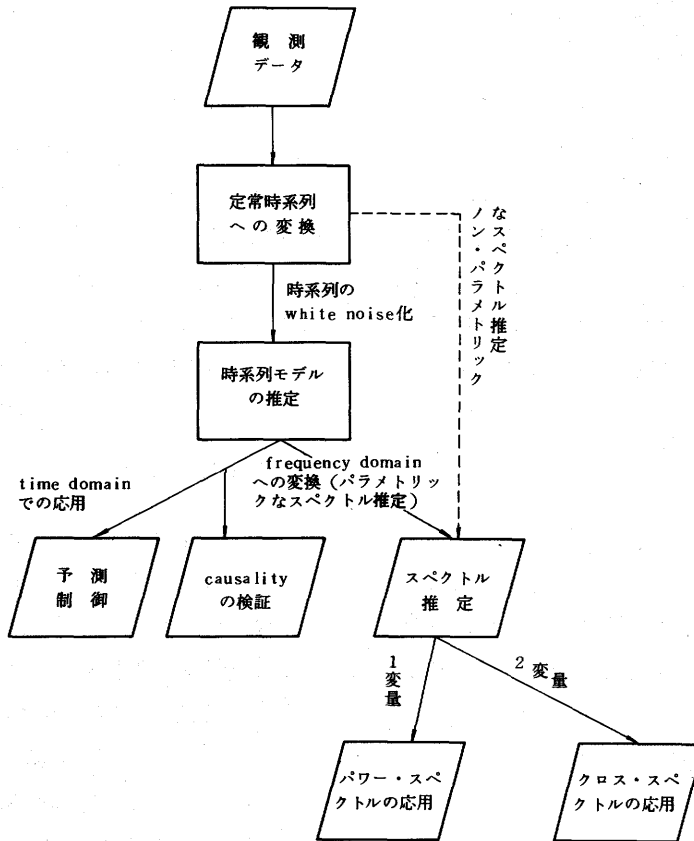 観測
データ
定常時系列
への変換
ノン・パラメトリック
なスペクトル推定
時系列の
white noise化
時系列モデル
の推定
time domain
での応用
frequency domain
への変換（パラメトリッ
クなスペクトル推定）
予測
制御
causality
の検証
スペクトル
推定
1変量
2変量
パワー・スペ
クトルの応用
クロス・スペ
クトルの応用